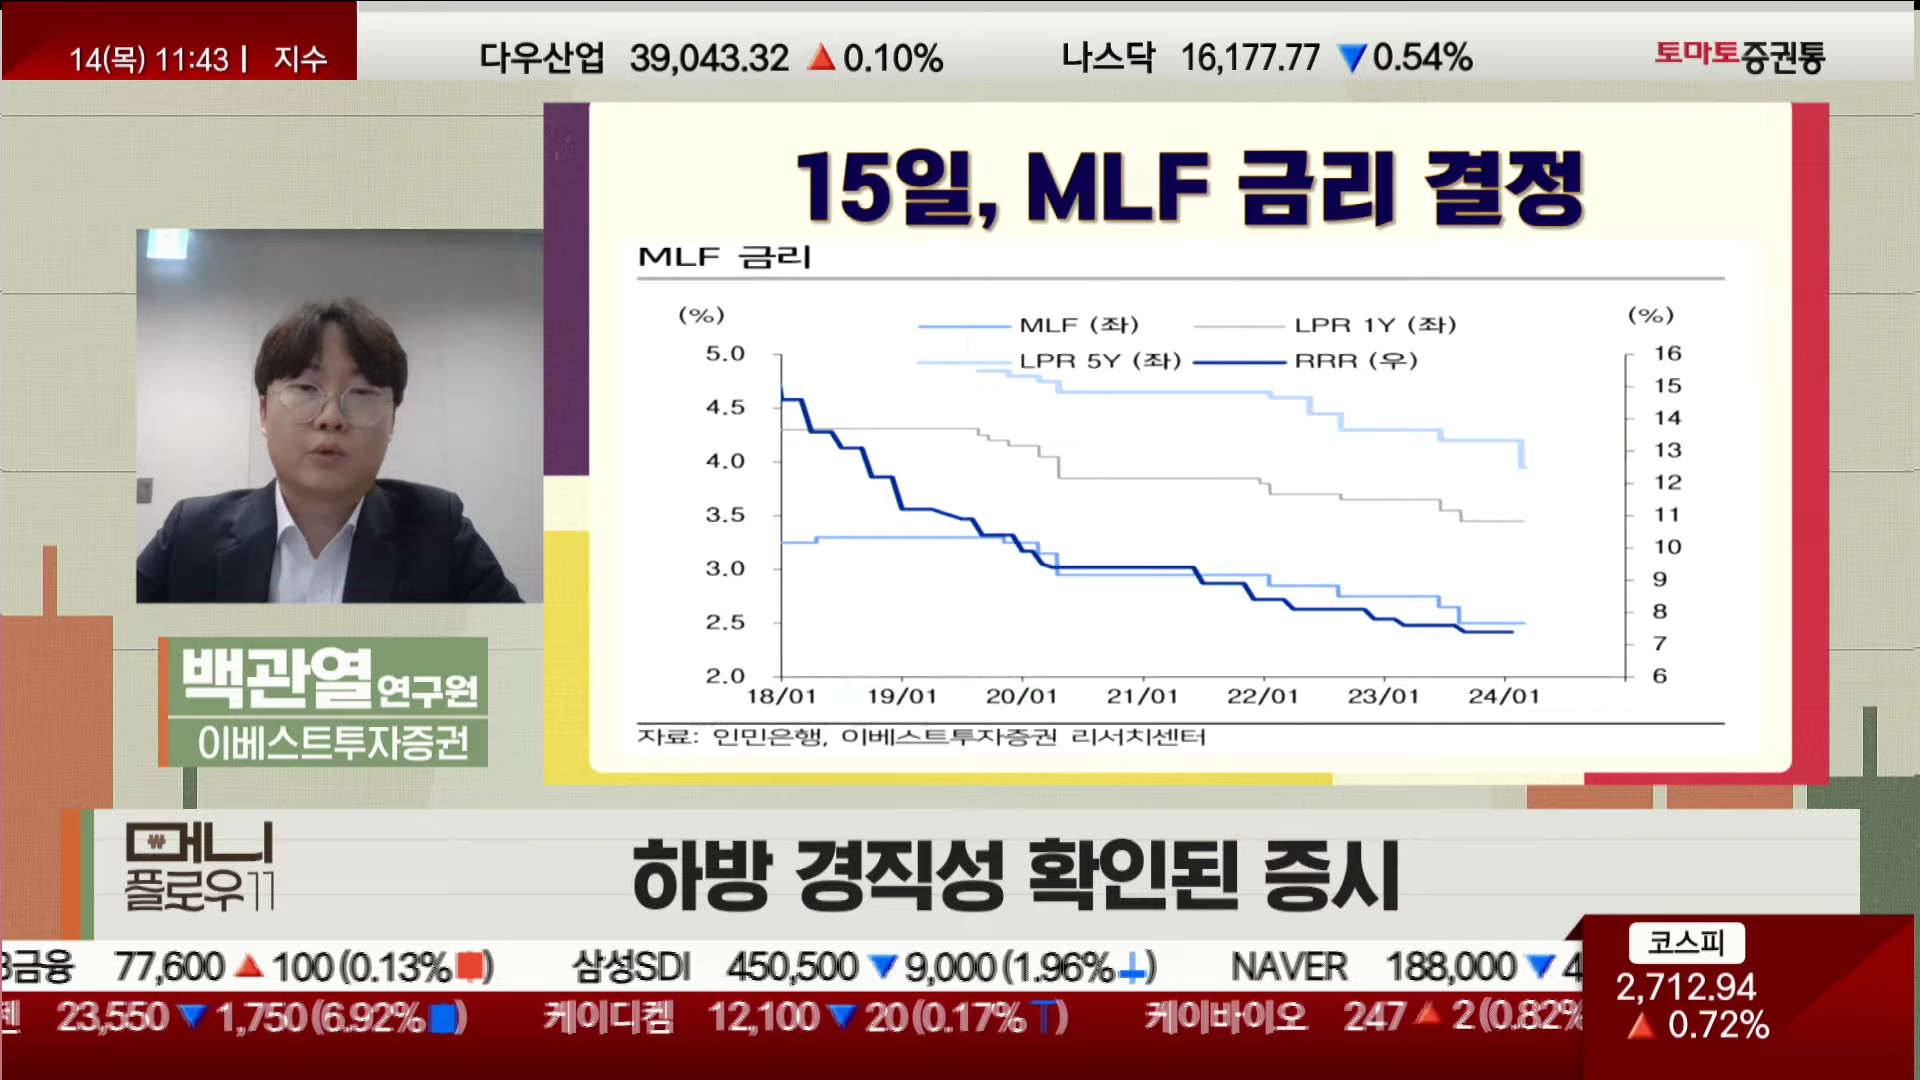 14(목) 11:43 | 지수 다우산업 39,043.32 ▲ 0.10% 나스닥 16,177.77 ▼ 0.54% 토마토증권통
15일, MLF 금리 결정
MLF 금리
(%) (%)
MLF (좌) LPR 1Y (좌)
LPR 5Y (좌) RRR (우)
5.0
4.5
4.0
3.5
3.0
2.5
2.0
16
15
14
13
12
11
10
9
8
7
6
18/01 19/01 20/01 21/01 22/01 23/01 24/01
자료: 인민은행, 이베스트투자증권 리서치센터
백관열 연구원
이베스트투자증권
머니
플로우11
하방 경직성 확인된 증시
금융 77,600 ▲ 100 (0.13%) 삼성SDI 450,500 ▼ 9,000 (1.96%) NAVER 188,000 ▼ 4
23,550 ▼ 1,750 (6.92%) 케이디켐 12,100 ▼ 20 (0.17%) 케이바이오 247 ▲ 2 (0.82%
코스피
2,712.94
▲ 0.72%